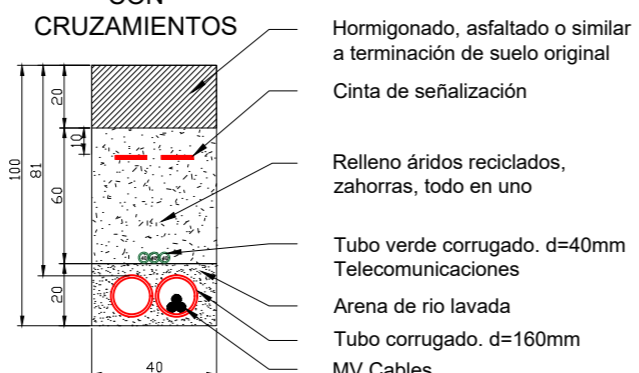 CON
CRUZAMIENTOS
Hormigonado, asfaltado o similar
a terminación de suelo original
Cinta de señalización
Relleno áridos reciclados,
zahorras, todo en uno
Tubo verde corrugado. d=40mm
Telecomunicaciones
Arena de rio lavada
Tubo corrugado. d=160mm
MV Cables
100
81
20
10
60
20
40